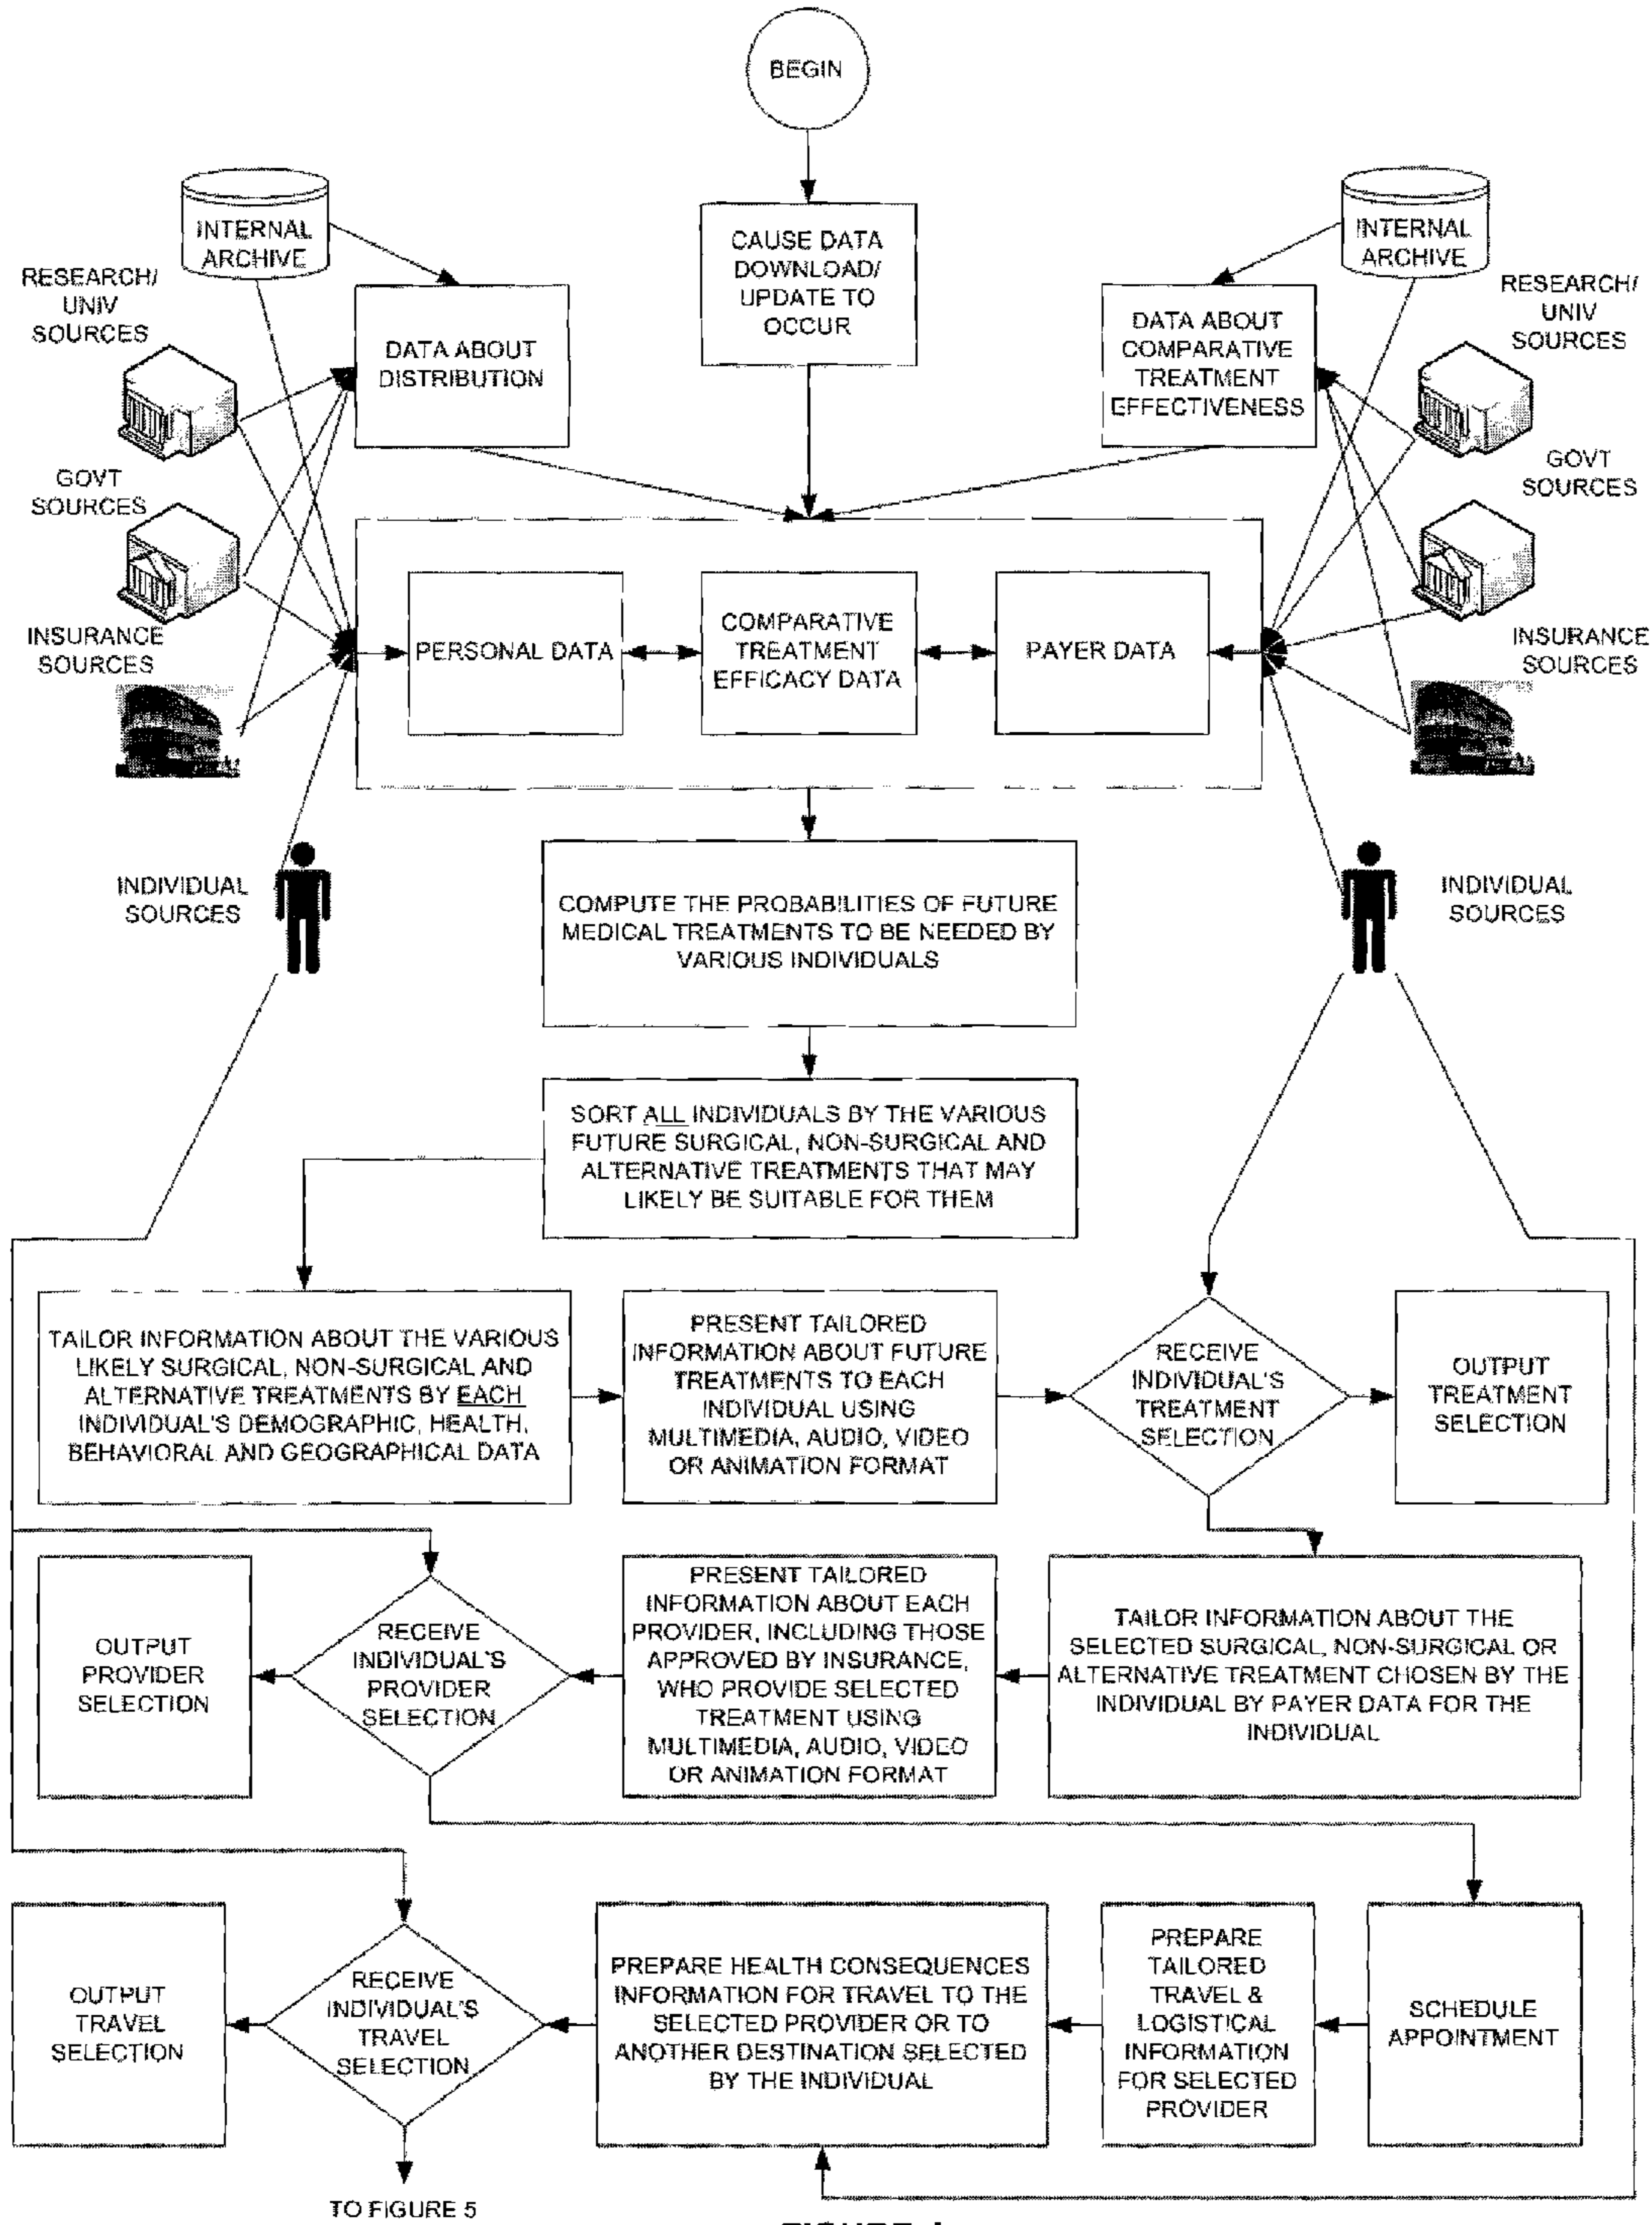 BEGIN
INTERNAL
ARCHIVE
CAUSE DATA
DOWNLOAD/
UPDATE TO
OCCUR
INTERNAL
ARCHIVE
RESEARCH/
UNIV
SOURCES
DATA ABOUT
DISTRIBUTION
DATA ABOUT
COMPARATIVE
TREATMENT
EFFECTIVENESS
RESEARCH/
UNIV
SOURCES
GOVT
SOURCES
GOVT
SOURCES
INSURANCE
SOURCES
PERSONAL DATA
COMPARATIVE
TREATMENT
EFFICACY DATA
PAYER DATA
INSURANCE
SOURCES
INDIVIDUAL
SOURCES
COMPUTE THE PROBABILITIES OF FUTURE
MEDICAL TREATMENTS TO BE NEEDED BY
VARIOUS INDIVIDUALS
INDIVIDUAL
SOURCES
SORT ALL INDIVIDUALS BY THE VARIOUS
FUTURE SURGICAL, NON-SURGICAL AND
ALTERNATIVE TREATMENTS THAT MAY
LIKELY BE SUITABLE FOR THEM
TAILOR INFORMATION ABOUT THE VARIOUS
LIKELY SURGICAL, NON-SURGICAL AND
ALTERNATIVE TREATMENTS BY EACH
INDIVIDUAL'S DEMOGRAPHIC, HEALTH,
BEHAVIORAL AND GEOGRAPHICAL DATA
PRESENT TAILORED
INFORMATION ABOUT FUTURE
TREATMENTS TO EACH
INDIVIDUAL USING
MULTIMEDIA, AUDIO, VIDEO
OR ANIMATION FORMAT
RECEIVE
INDIVIDUAL'S
TREATMENT
SELECTION
OUTPUT
TREATMENT
SELECTION
OUTPUT
PROVIDER
SELECTION
RECEIVE
INDIVIDUAL'S
PROVIDER
SELECTION
PRESENT TAILORED
INFORMATION ABOUT EACH
PROVIDER, INCLUDING THOSE
APPROVED BY INSURANCE,
WHO PROVIDE SELECTED
TREATMENT USING
MULTIMEDIA, AUDIO, VIDEO
OR ANIMATION FORMAT
TAILOR INFORMATION ABOUT THE
SELECTED SURGICAL, NON-SURGICAL OR
ALTERNATIVE TREATMENT CHOSEN BY THE
INDIVIDUAL BY PAYER DATA FOR THE
INDIVIDUAL
OUTPUT
TRAVEL
SELECTION
RECEIVE
INDIVIDUAL'S
TRAVEL
SELECTION
PREPARE HEALTH CONSEQUENCES
INFORMATION FOR TRAVEL TO THE
SELECTED PROVIDER OR TO
ANOTHER DESTINATION SELECTED
BY THE INDIVIDUAL
PREPARE
TAILORED
TRAVEL &
LOGISTICAL
INFORMATION
FOR SELECTED
PROVIDER
SCHEDULE
APPOINTMENT
TO FIGURE 5